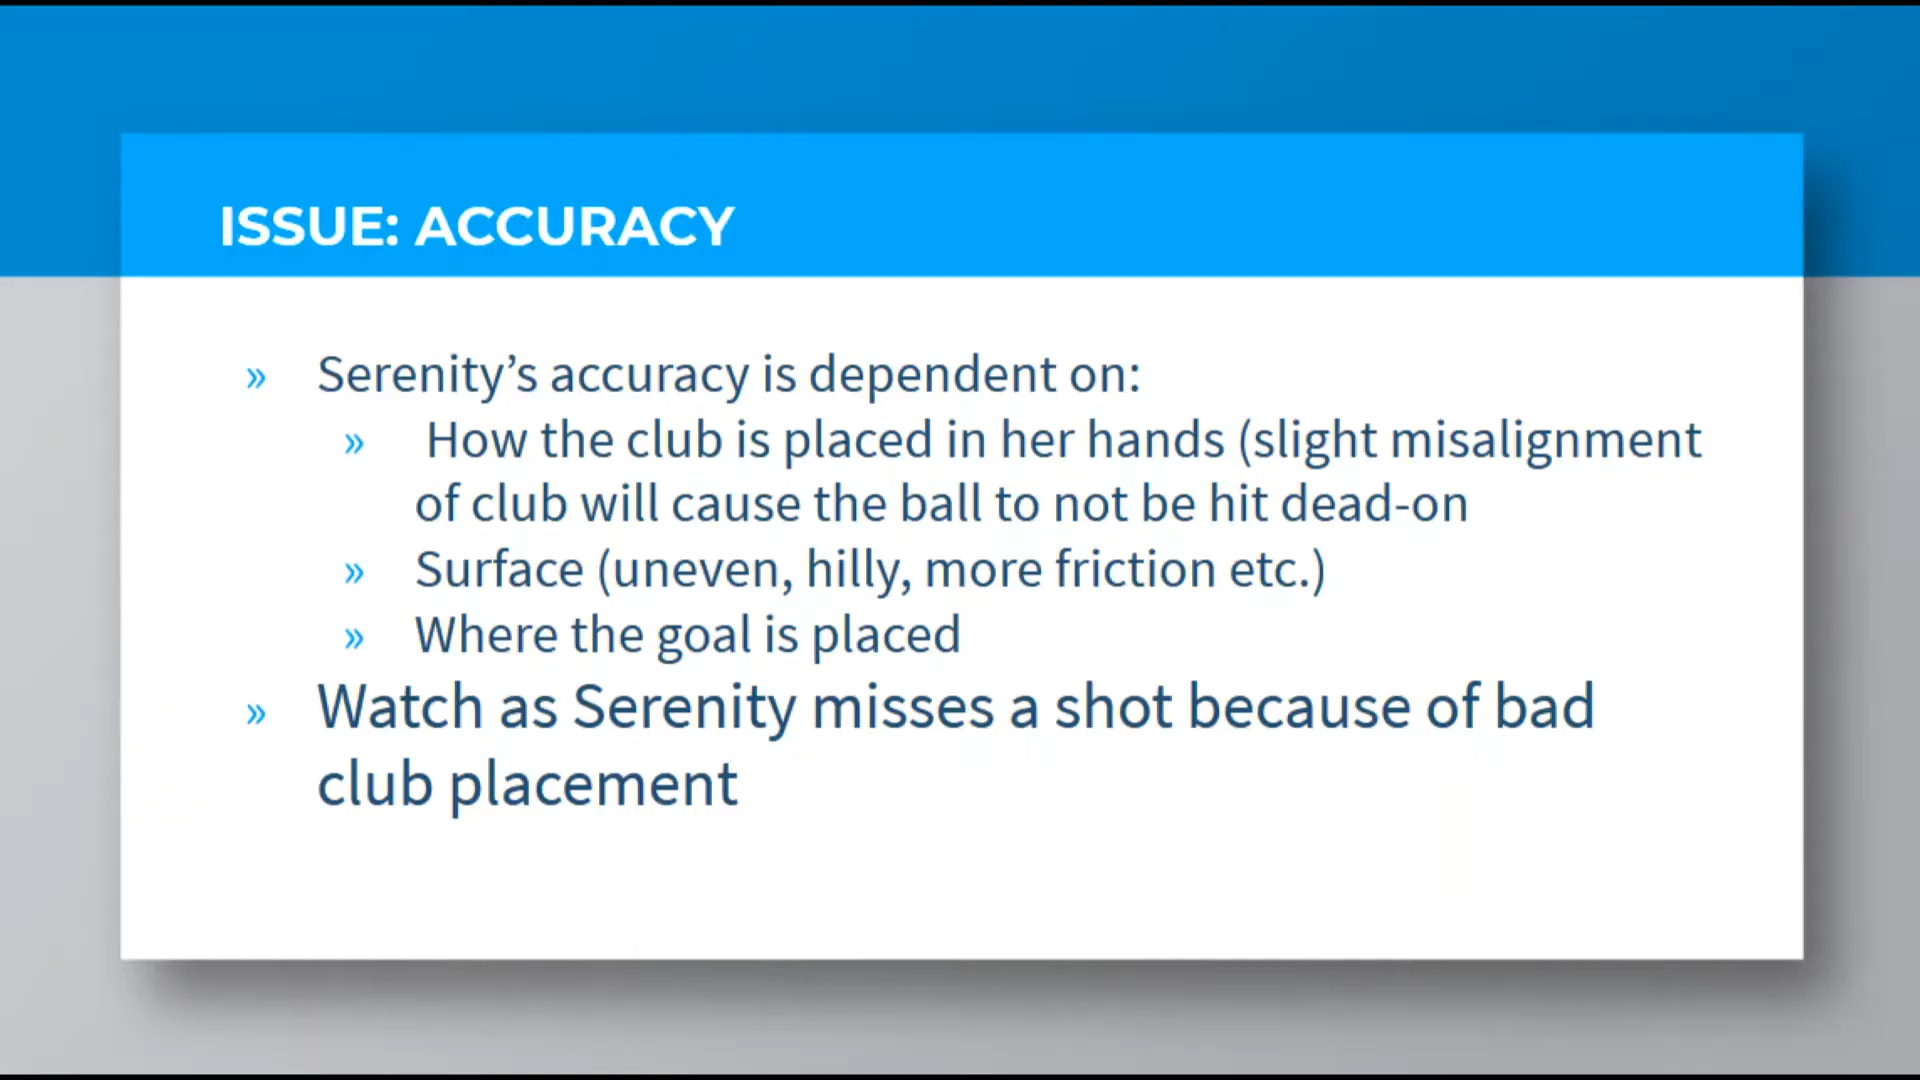 ISSUE: ACCURACY
» Serenity’s accuracy is dependent on:
» How the club is placed in her hands (slight misalignment
of club will cause the ball to not be hit dead-on
» Surface (uneven, hilly, more friction etc.)
» Where the goal is placed
» Watch as Serenity misses a shot because of bad
club placement